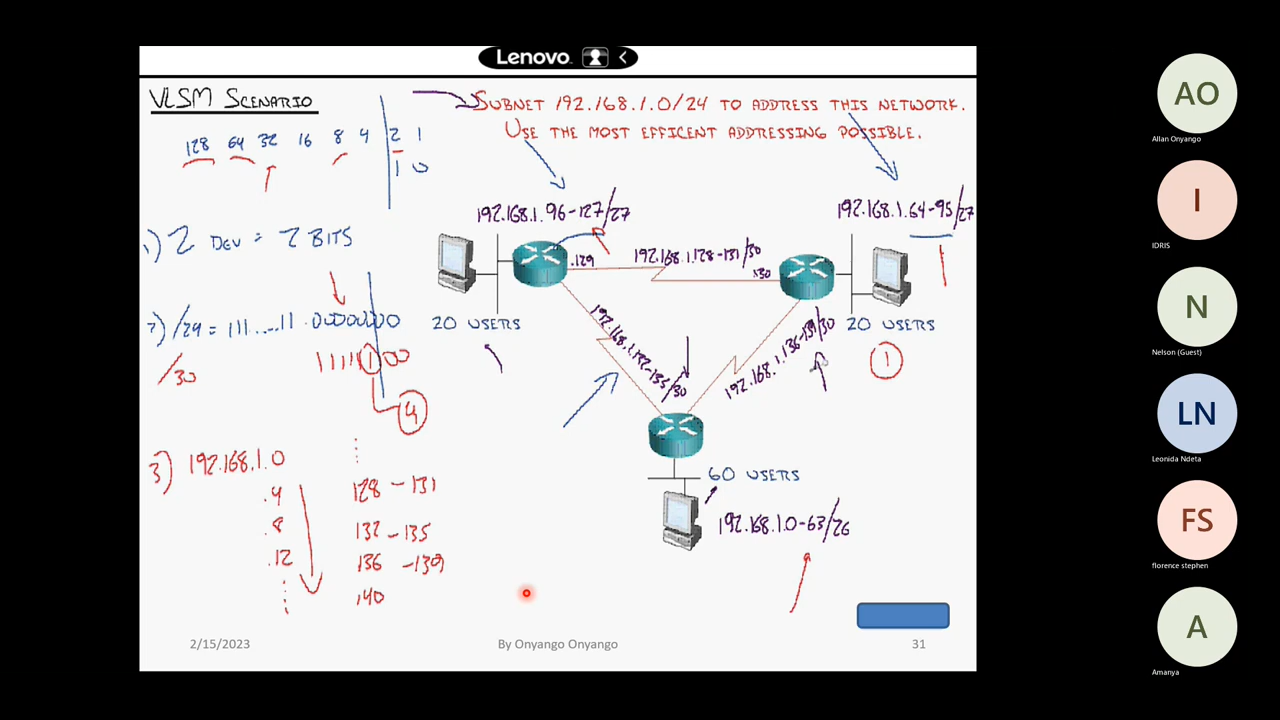 Lenovo
VLSM SCENARIO
SUBNET 192.168.1.0/24 TO ADDRESS THIS NETWORK.
USE THE MOST EFFICENT ADDRESSING POSSIBLE.
128 64 32 16 8 4 2 1
1 0
192.168.1.96-127/27
192.168.1.64-95/27
1) 2 DEV = 2 BITS
.129
192.168.1.128-131/30
.130
2) /29 = 111....11 .00000000
20 USERS
192.168.1.132-135/30
192.168.1.136-139/30
20 USERS
/30
11111100
1
4
3) 192.168.1.0
.4
128 - 131
.8
132 - 135
.12
136 - 139
140
60 USERS
192.168.1.0-63/26
2/15/2023
By Onyango Onyango
31
AO
Allan Onyango
I
IDRIS
N
Nelson (Guest)
LN
Leonida Ndeta
FS
florence stephen
A
Amanya